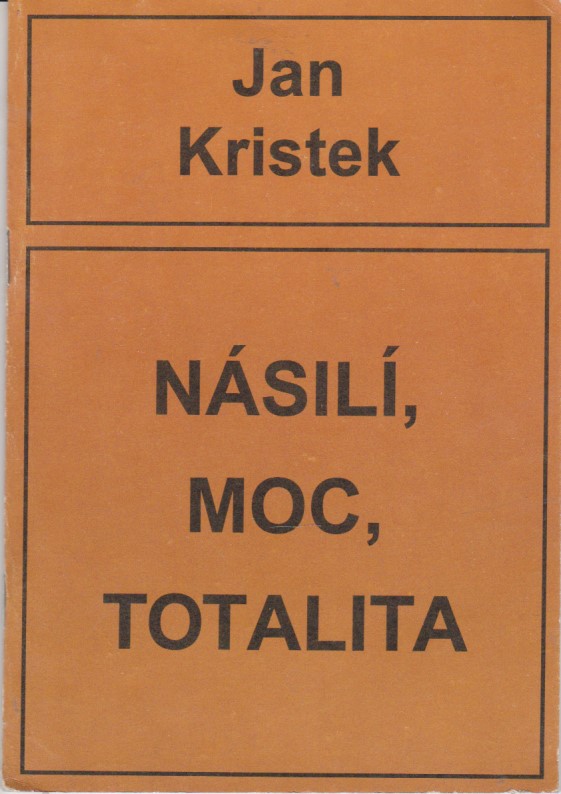 Jan
Kristek
NÁSILÍ,
MOC,
TOTALITA